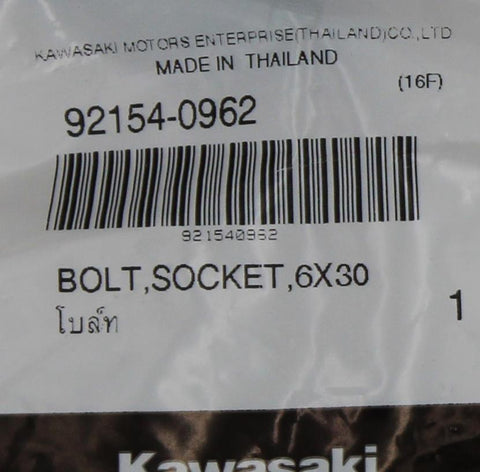 KAWASAKI MOTORS ENTERPRISE(THAILAND)CO.,LTD
MADE IN THAILAND
(16F)
92154-0962
921540962
BOLT,SOCKET,6X30
โบล์ท
1
Kawasaki